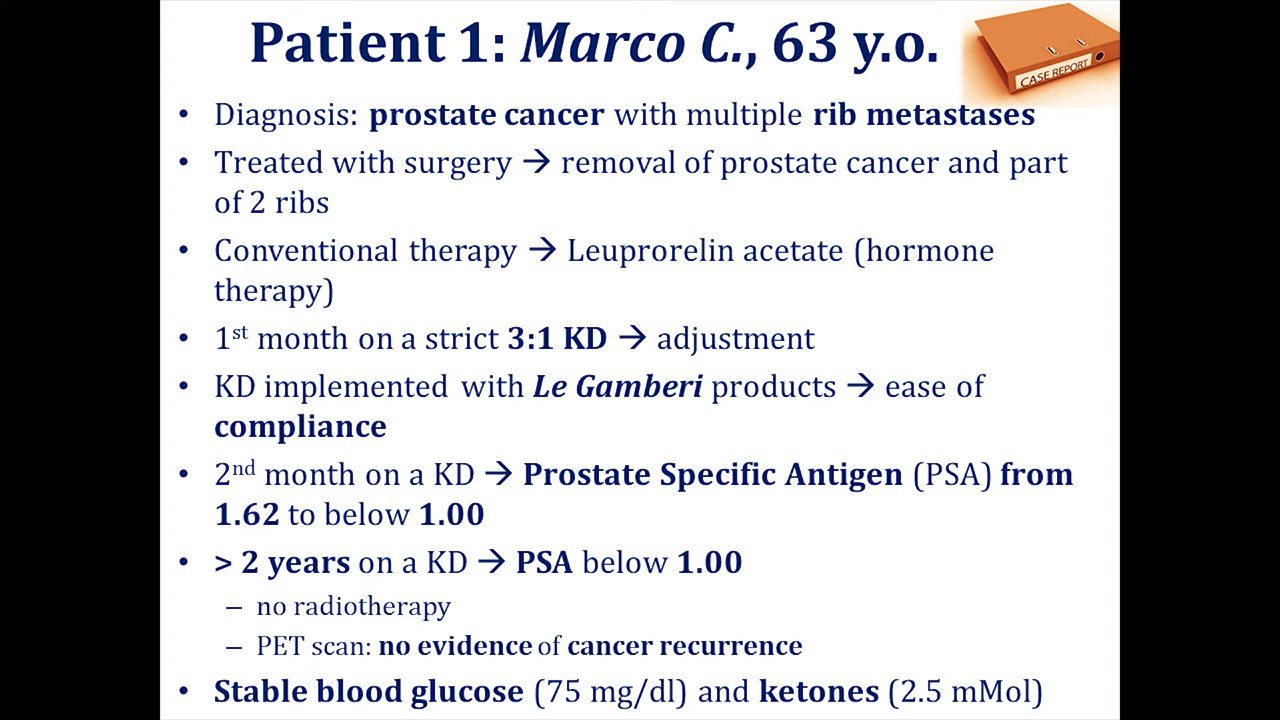 Patient 1: Marco C., 63 y.o.
CASE REPORT
• Diagnosis: prostate cancer with multiple rib metastases
• Treated with surgery → removal of prostate cancer and part
of 2 ribs
• Conventional therapy → Leuprorelin acetate (hormone
therapy)
• 1st month on a strict 3:1 KD → adjustment
• KD implemented with Le Gamberi products → ease of
compliance
• 2nd month on a KD → Prostate Specific Antigen (PSA) from
1.62 to below 1.00
• > 2 years on a KD → PSA below 1.00
– no radiotherapy
– PET scan: no evidence of cancer recurrence
• Stable blood glucose (75 mg/dl) and ketones (2.5 mMol)